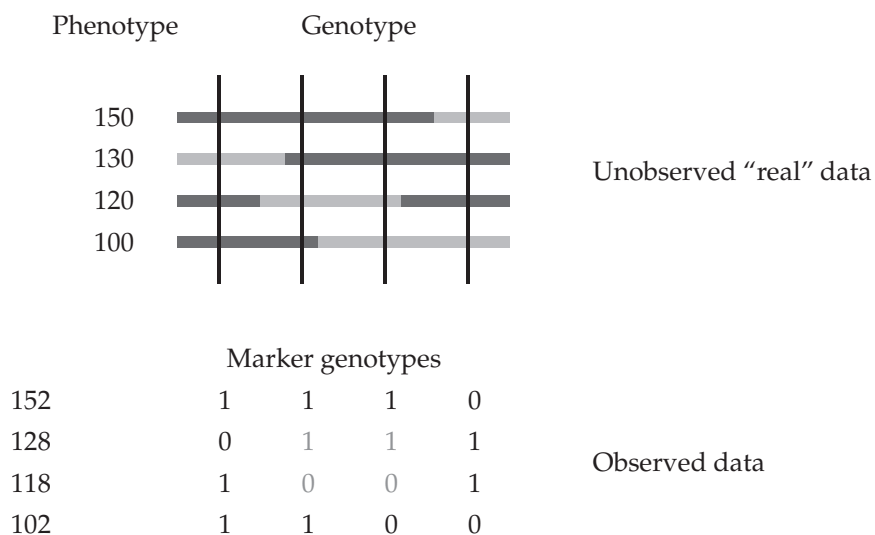 Phenotype Genotype
150
130
Unobserved “real” data
120
100
Marker genotypes
152 1 1 1 0
128 0 1 1 1
Observed data
118 1 0 0 1
102 1 1 0 0